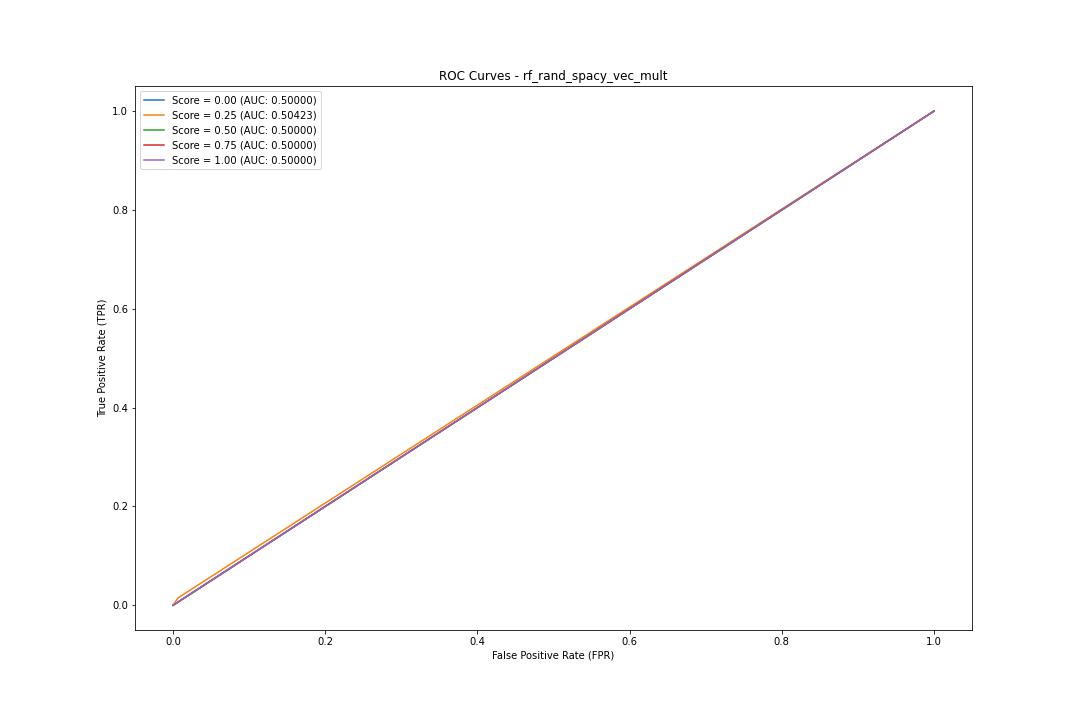 ROC Curves - rf_rand_spacy_vec_mult
Score = 0.00 (AUC: 0.50000)
Score = 0.25 (AUC: 0.50423)
Score = 0.50 (AUC: 0.50000)
Score = 0.75 (AUC: 0.50000)
Score = 1.00 (AUC: 0.50000)
True Positive Rate (TPR)
1.0
0.8
0.6
0.4
0.2
0.0
0.0 0.2 0.4 0.6 0.8 1.0
False Positive Rate (FPR)